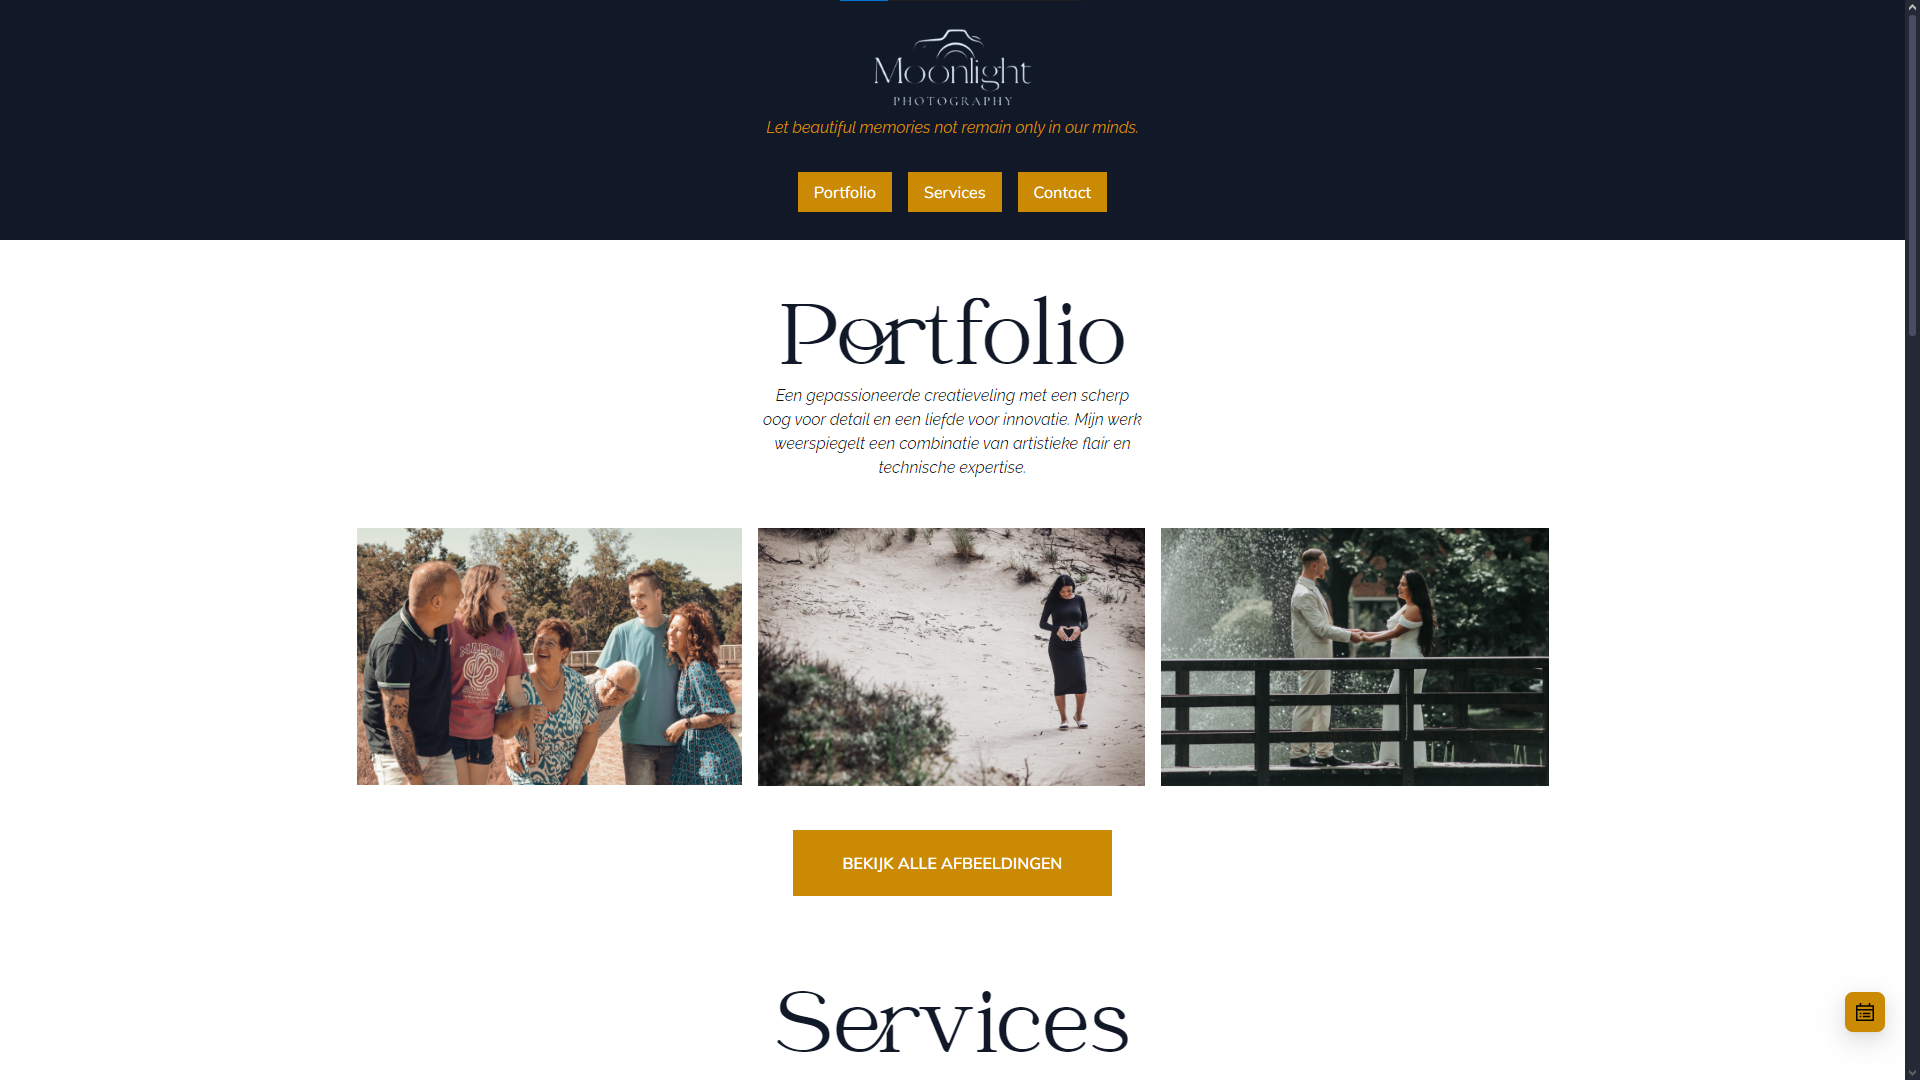 Moonlight
PHOTOGRAPHY
Let beautiful memories not remain only in our minds.
Portfolio
Services
Contact
Portfolio
Een gepassioneerde creatieveling met een scherp
oog voor detail en een liefde voor innovatie. Mijn werk
weerspiegelt een combinatie van artistieke flair en
technische expertise.
MAISON
BEKIJK ALLE AFBEELDINGEN
Services